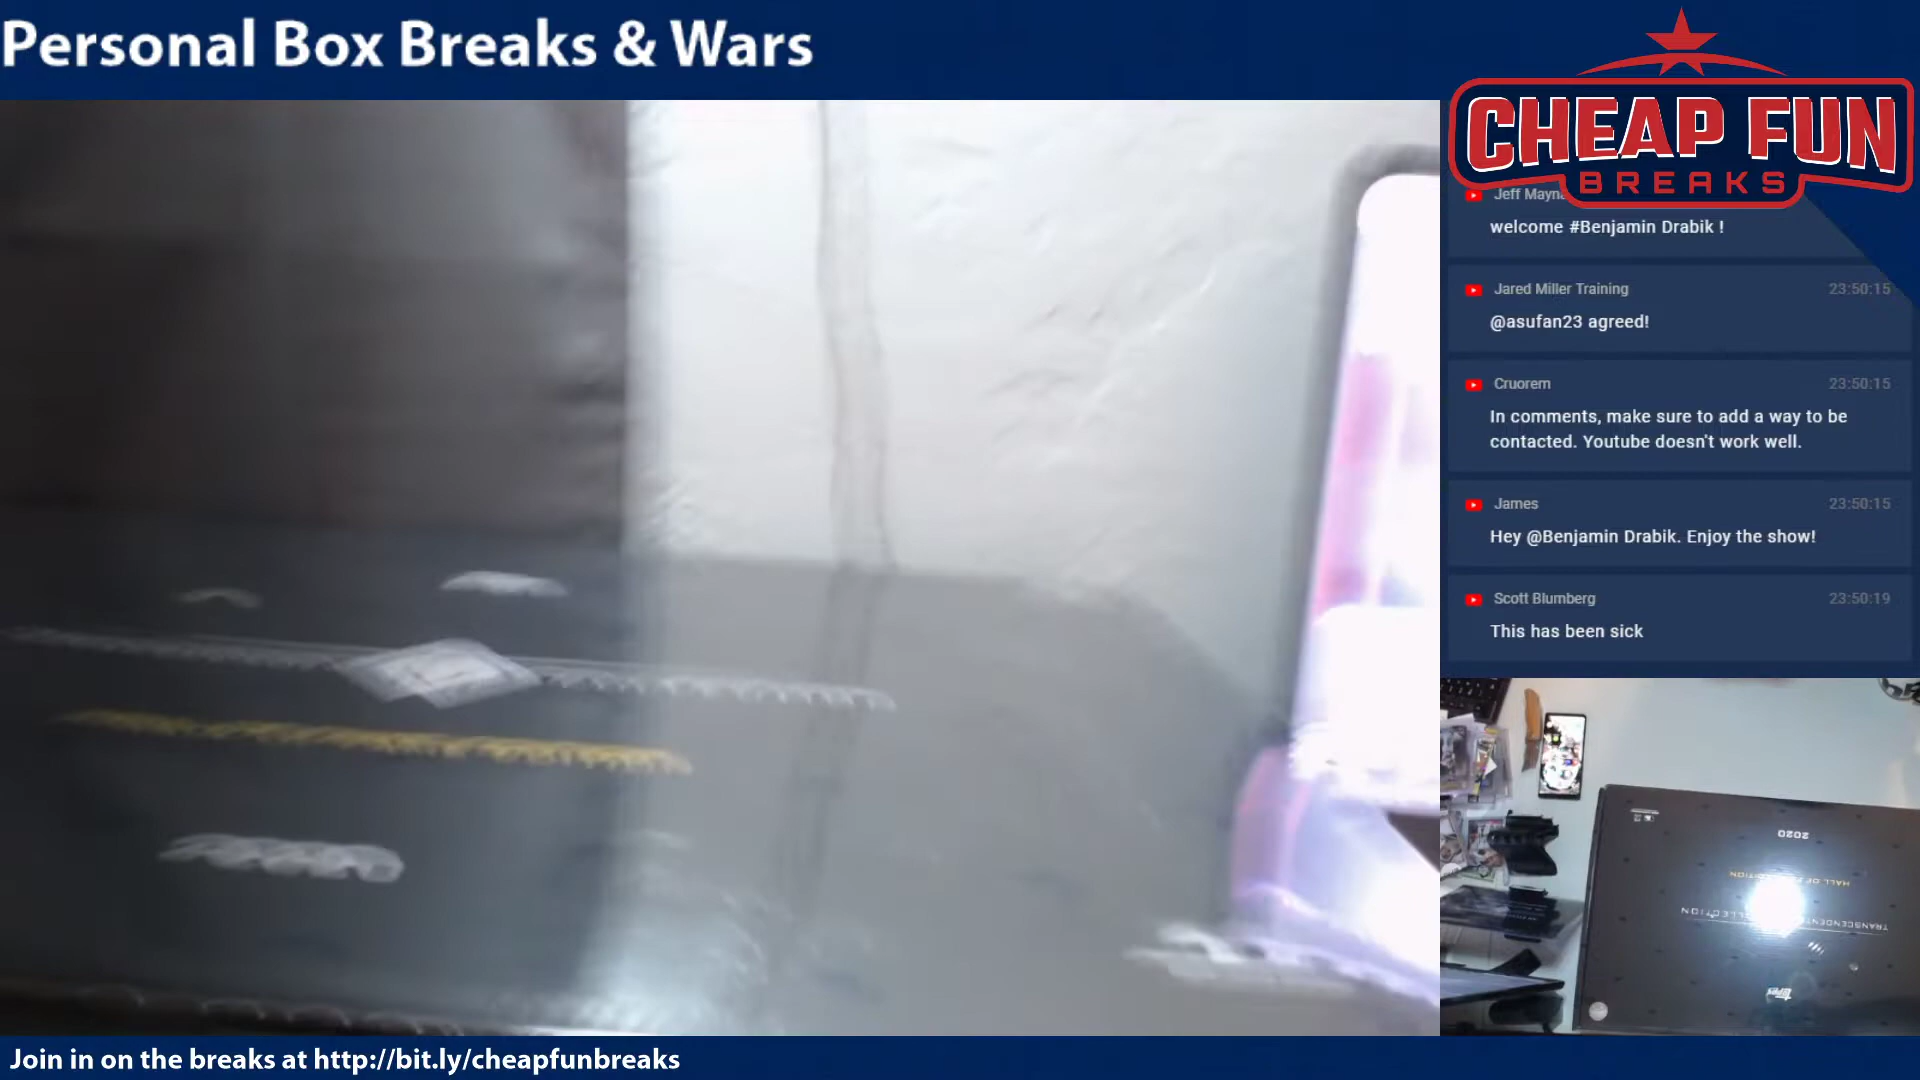 Personal Box Breaks & Wars
CHEAP FUN
BREAKS
Jeff Mayna
welcome #Benjamin Drabik !
Jared Miller Training 23:50:15
@asufan23 agreed!
Cruorem 23:50:15
In comments, make sure to add a way to be
contacted. Youtube doesn't work well.
James 23:50:15
Hey @Benjamin Drabik. Enjoy the show!
Scott Blumberg 23:50:19
This has been sick
2020
topps
Join in on the breaks at http://bit.ly/cheapfunbreaks